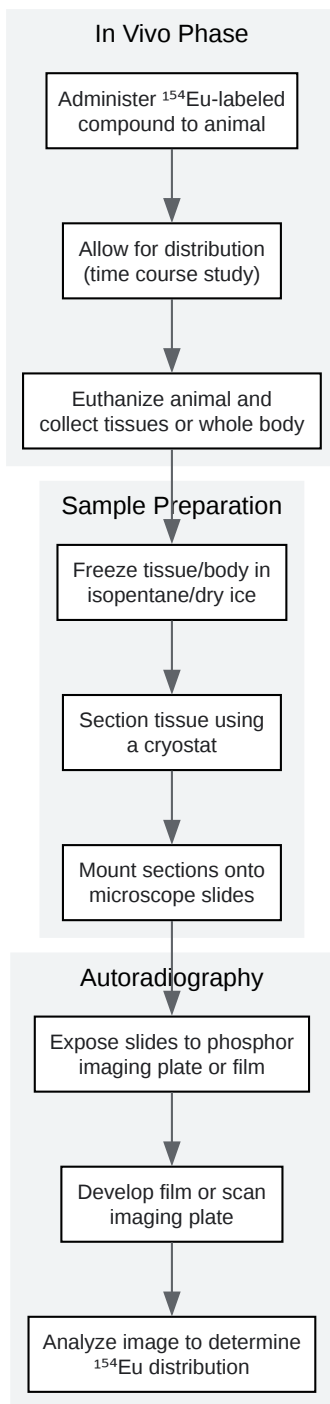 In Vivo Phase
Administer ¹⁵⁴Eu-labeled
compound to animal
Allow for distribution
(time course study)
Euthanize animal and
collect tissues or whole body
Sample Preparation
Freeze tissue/body in
isopentane/dry ice
Section tissue using
a cryostat
Mount sections onto
microscope slides
Autoradiography
Expose slides to phosphor
imaging plate or film
Develop film or scan
imaging plate
Analyze image to determine
¹⁵⁴Eu distribution